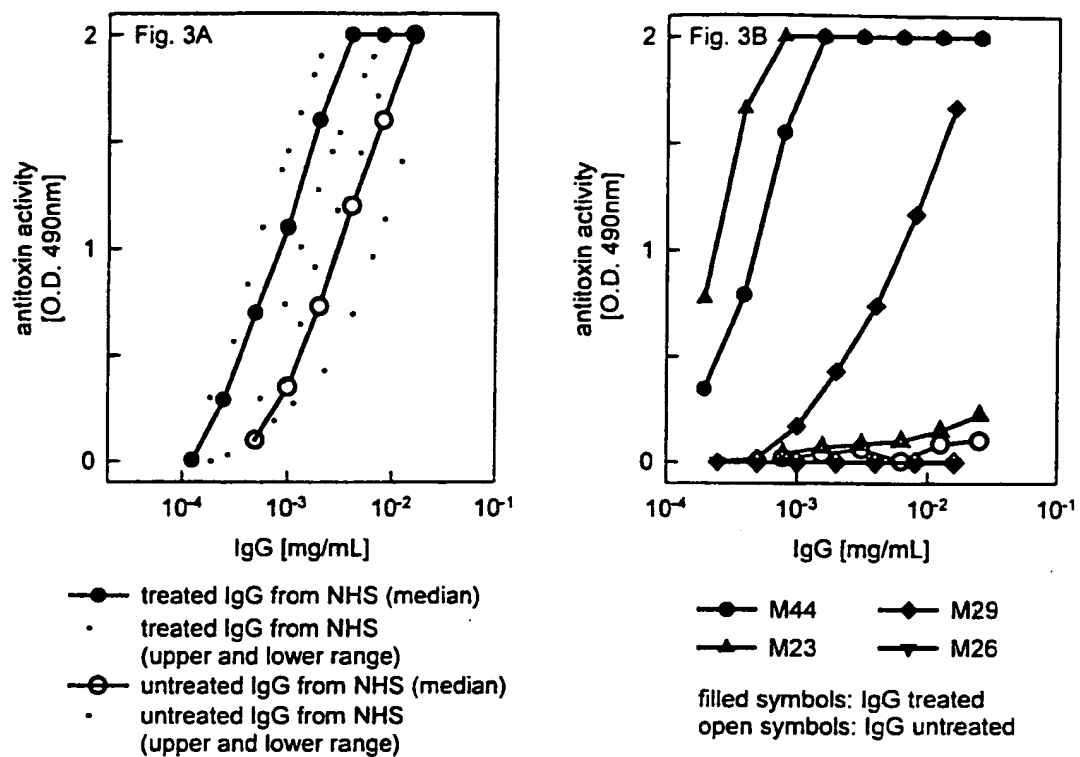 Fig. 3A
2
1
0
antitoxin activity
[O.D. 490nm]
10⁻⁴
10⁻³
10⁻²
10⁻¹
IgG [mg/mL]
treated IgG from NHS (median)
treated IgG from NHS
(upper and lower range)
untreated IgG from NHS (median)
untreated IgG from NHS
(upper and lower range)
Fig. 3B
2
1
0
antitoxin activity
[O.D. 490nm]
10⁻⁴
10⁻³
10⁻²
10⁻¹
IgG [mg/mL]
M44
M29
M23
M26
filled symbols: IgG treated
open symbols: IgG untreated